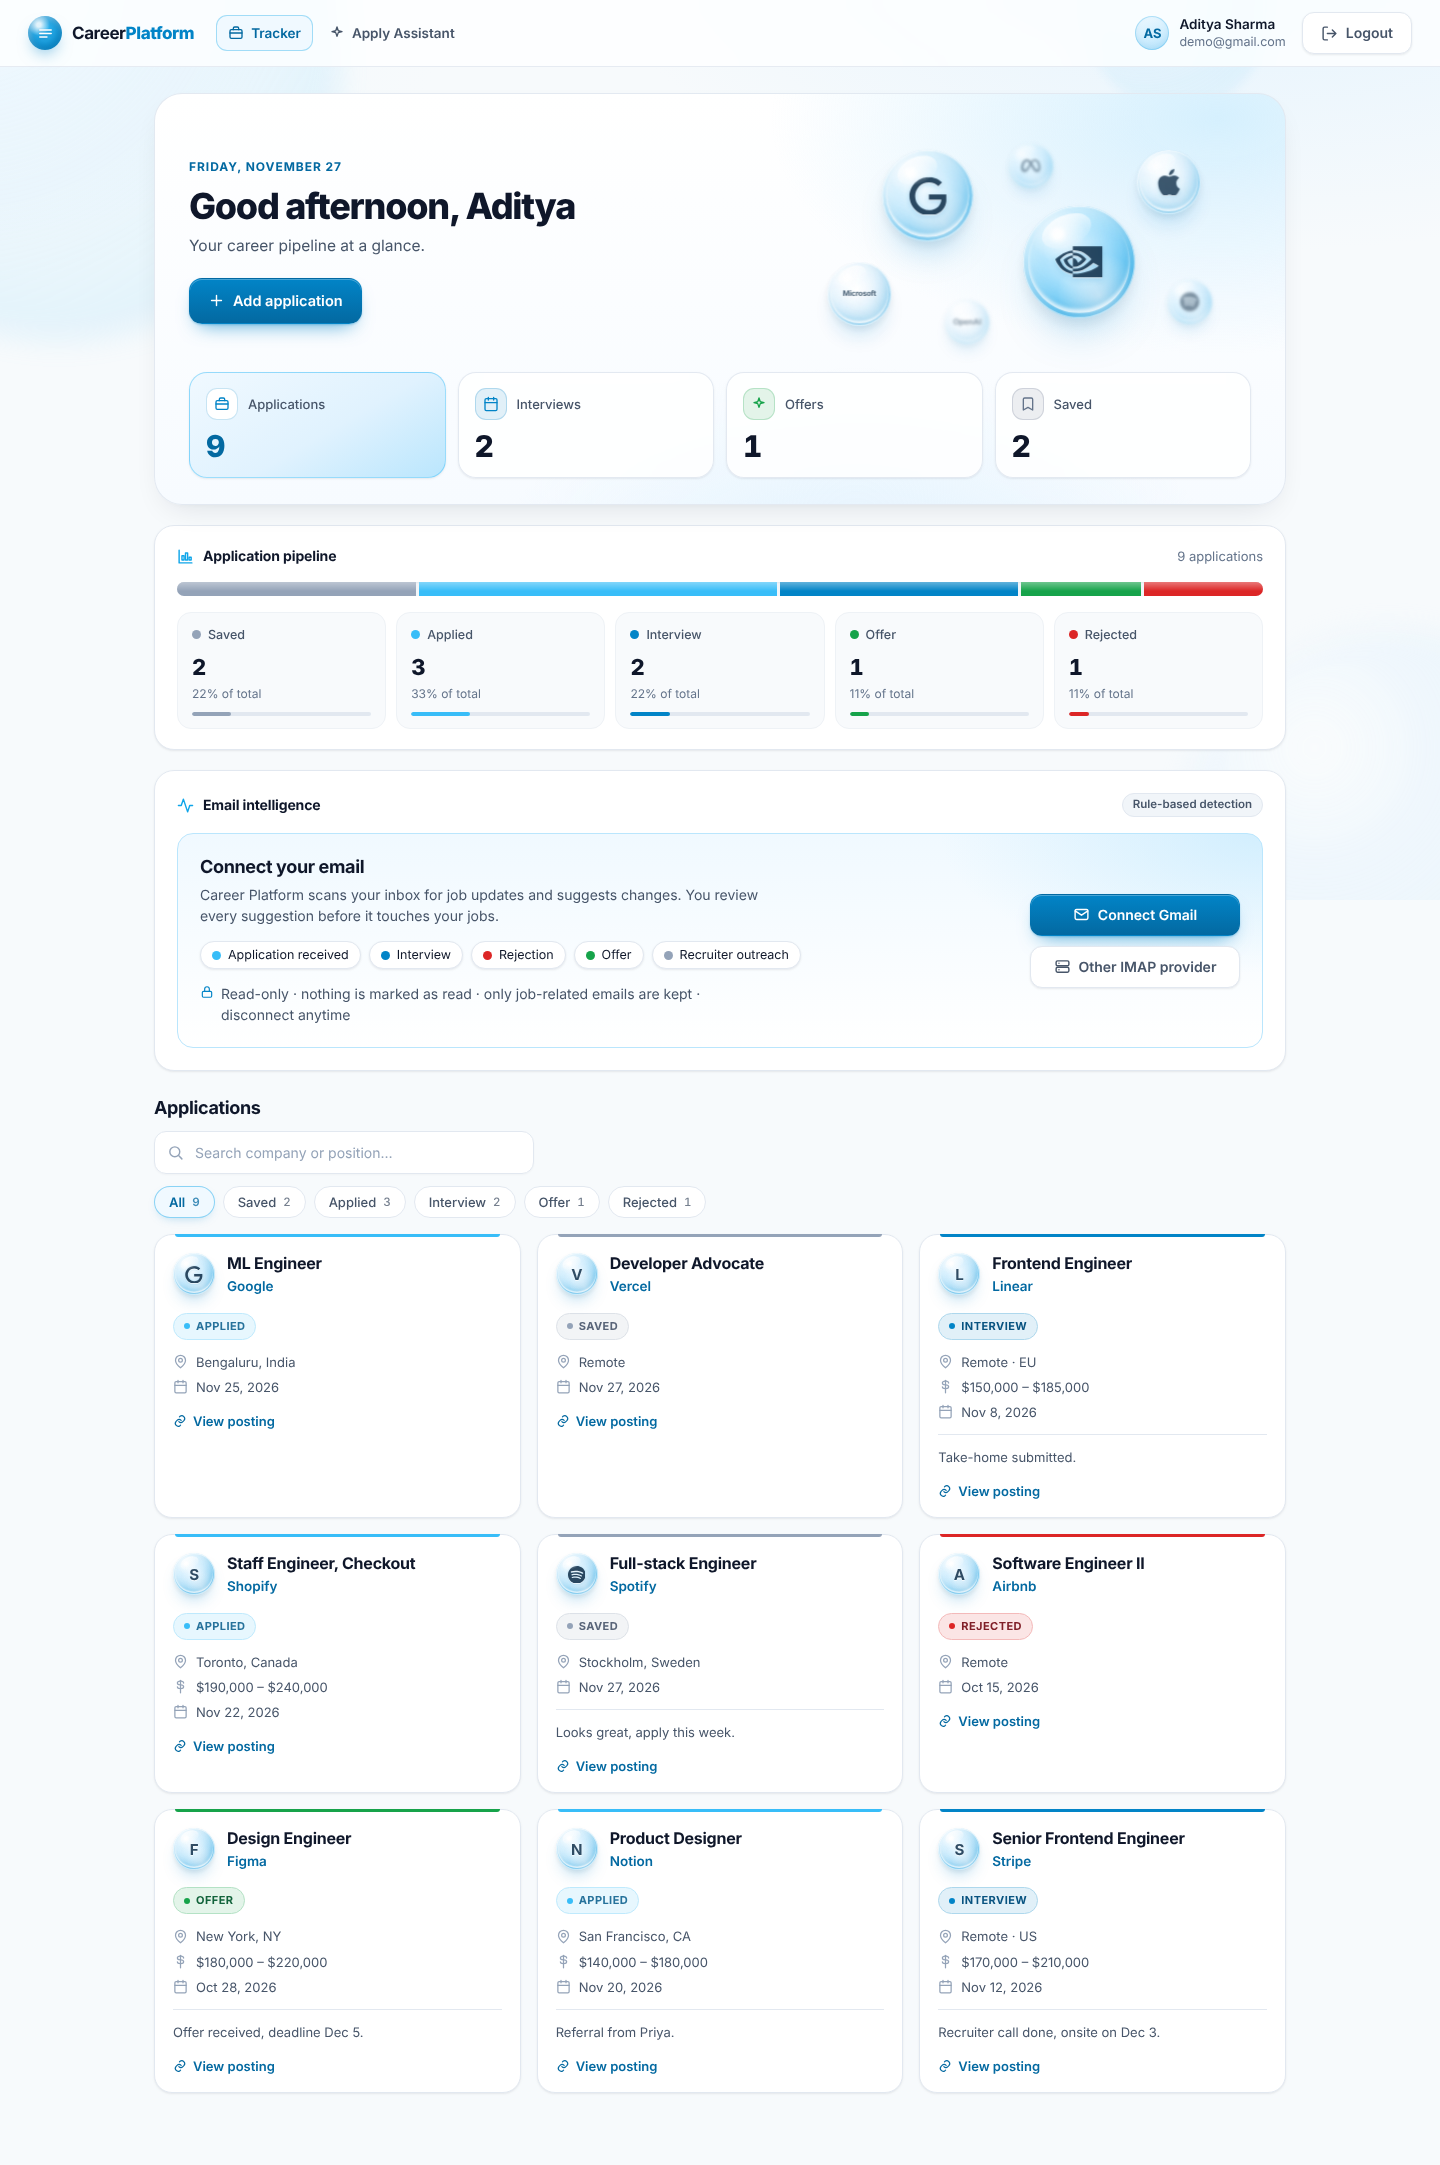 CareerPlatform
Tracker
Apply Assistant
AS
Aditya Sharma
demo@gmail.com
Logout
FRIDAY, NOVEMBER 27
Good afternoon, Aditya
Your career pipeline at a glance.
Add application
G
Microsoft
OpenAI
Applications
9
Interviews
2
Offers
1
Saved
2
Application pipeline
9 applications
Saved
2
22% of total
Applied
3
33% of total
Interview
2
22% of total
Offer
1
11% of total
Rejected
1
11% of total
Email intelligence
Rule-based detection
Connect your email
Career Platform scans your inbox for job updates and suggests changes. You review
every suggestion before it touches your jobs.
Application received
Interview
Rejection
Offer
Recruiter outreach
Read-only · nothing is marked as read · only job-related emails are kept ·
disconnect anytime
Connect Gmail
Other IMAP provider
Applications
Search company or position...
All 9
Saved 2
Applied 3
Interview 2
Offer 1
Rejected 1
G
ML Engineer
Google
APPLIED
Bengaluru, India
Nov 25, 2026
View posting
V
Developer Advocate
Vercel
SAVED
Remote
Nov 27, 2026
View posting
L
Frontend Engineer
Linear
INTERVIEW
Remote · EU
$150,000 – $185,000
Nov 8, 2026
Take-home submitted.
View posting
S
Staff Engineer, Checkout
Shopify
APPLIED
Toronto, Canada
$190,000 – $240,000
Nov 22, 2026
View posting
Full-stack Engineer
Spotify
SAVED
Stockholm, Sweden
Nov 27, 2026
Looks great, apply this week.
View posting
A
Software Engineer II
Airbnb
REJECTED
Remote
Oct 15, 2026
View posting
F
Design Engineer
Figma
OFFER
New York, NY
$180,000 – $220,000
Oct 28, 2026
Offer received, deadline Dec 5.
View posting
N
Product Designer
Notion
APPLIED
San Francisco, CA
$140,000 – $180,000
Nov 20, 2026
Referral from Priya.
View posting
S
Senior Frontend Engineer
Stripe
INTERVIEW
Remote · US
$170,000 – $210,000
Nov 12, 2026
Recruiter call done, onsite on Dec 3.
View posting